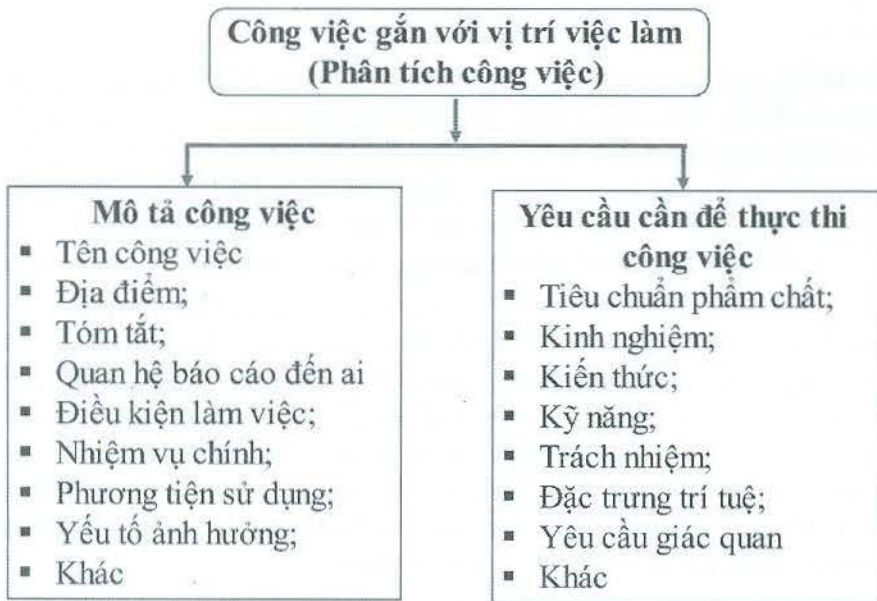 Công việc gắn với vị trí việc làm
(Phân tích công việc)
Mô tả công việc
▪ Tên công việc
▪ Địa điểm;
▪ Tóm tắt;
▪ Quan hệ báo cáo đến ai
▪ Điều kiện làm việc;
▪ Nhiệm vụ chính;
▪ Phương tiện sử dụng;
▪ Yếu tố ảnh hưởng;
▪ Khác
Yêu cầu cần để thực thi
công việc
▪ Tiêu chuẩn phẩm chất;
▪ Kinh nghiệm;
▪ Kiến thức;
▪ Kỹ năng;
▪ Trách nhiệm;
▪ Đặc trưng trí tuệ;
▪ Yêu cầu giác quan
▪ Khác